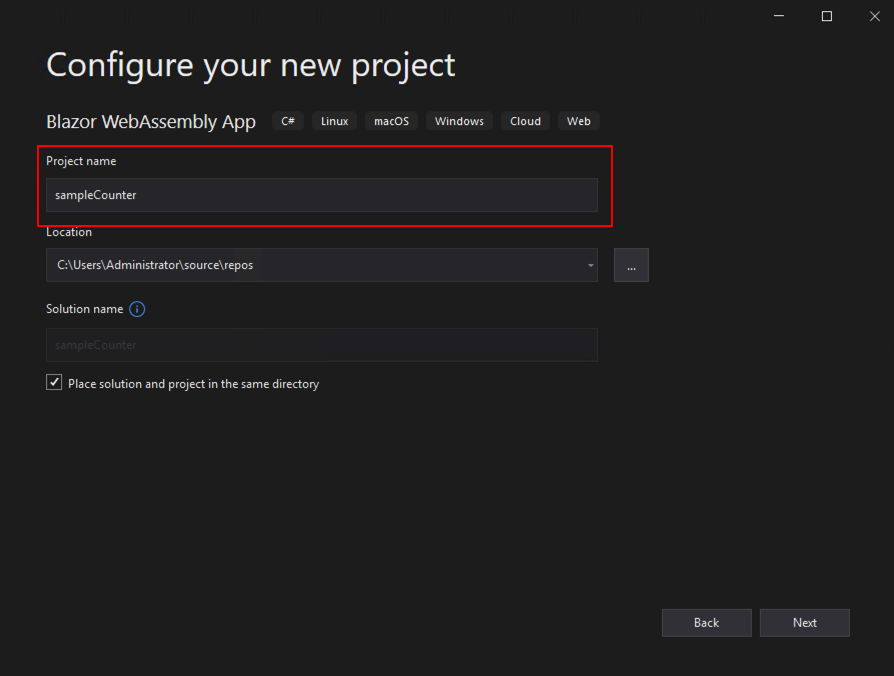 Configure your new project
Blazor WebAssembly App C# Linux macOS Windows Cloud Web
Project name
sampleCounter
Location
C:\Users\Administrator\source\repos
...
Solution name
sampleCounter
Place solution and project in the same directory
Back Next